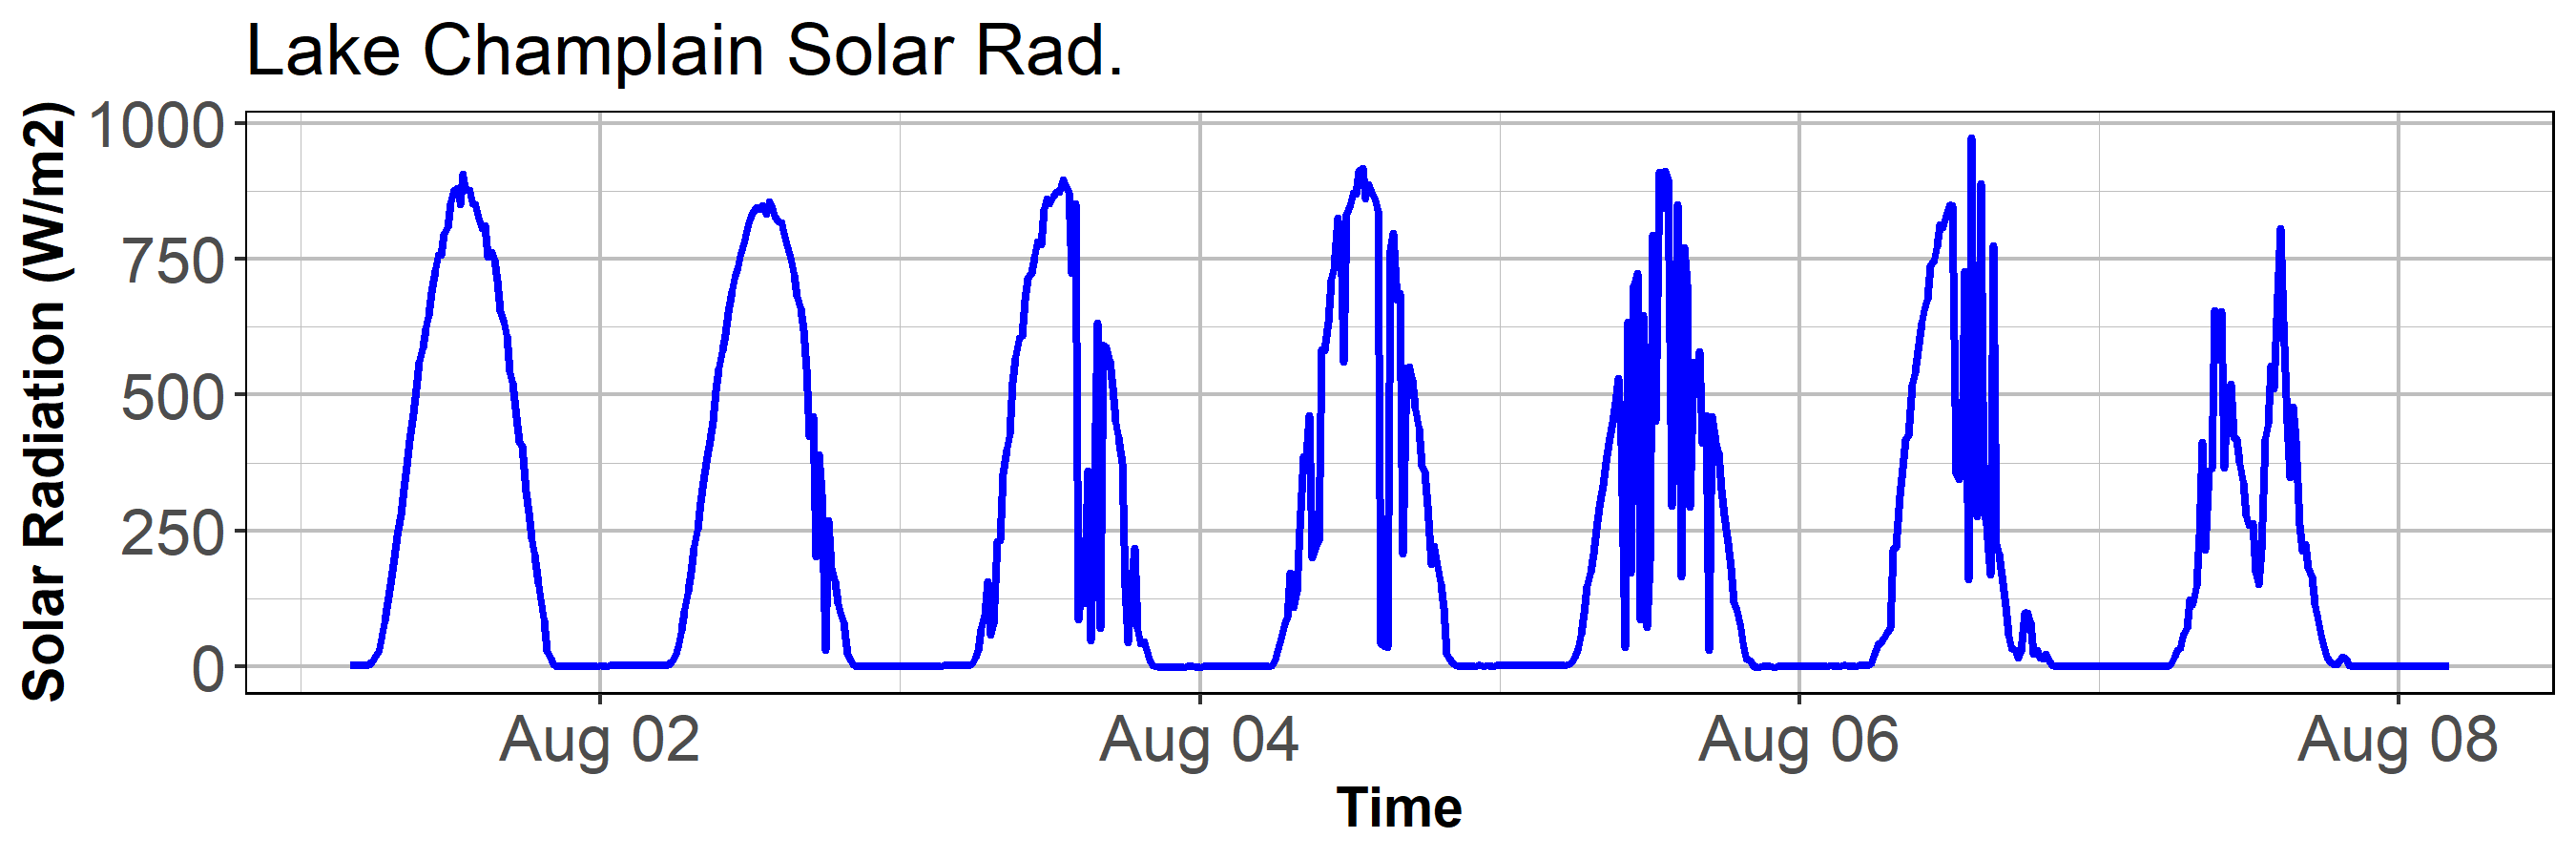 Lake Champlain Solar Rad.
Solar Radiation (W/m2)
1000
750
500
250
0
Aug 02
Aug 04
Aug 06
Aug 08
Time